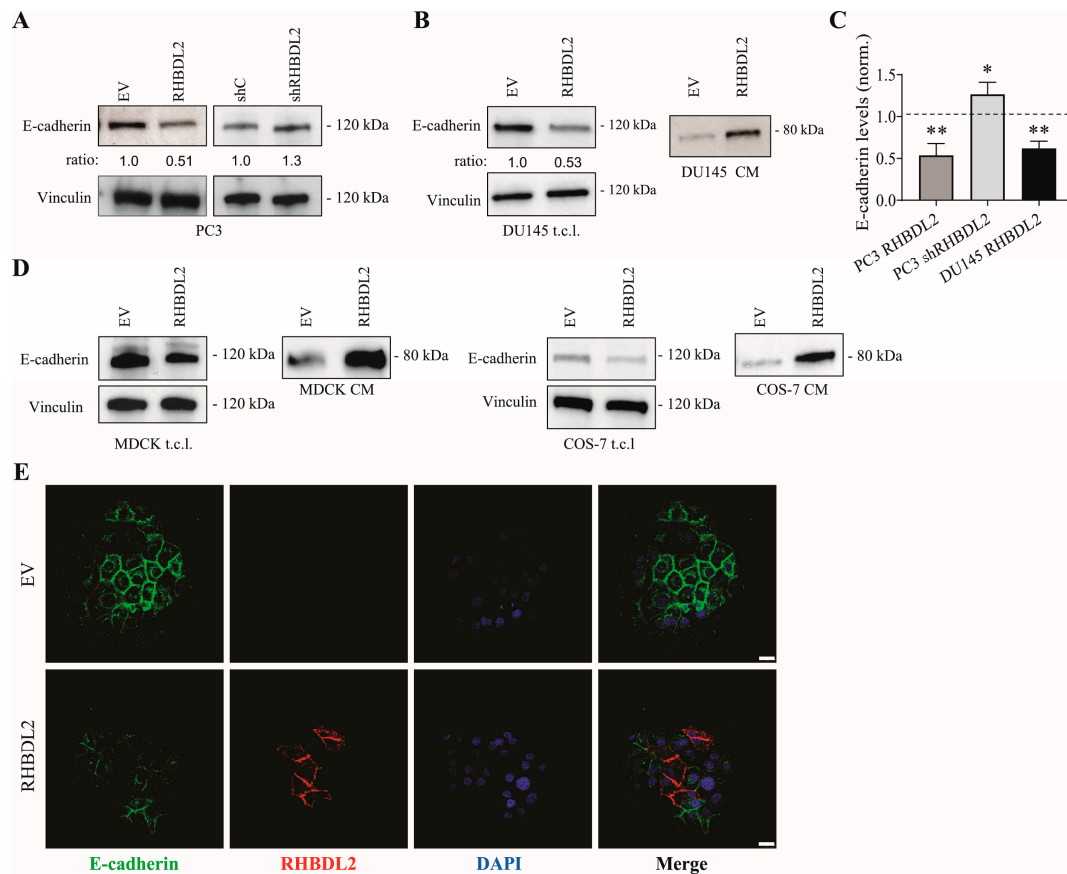 A
EV
RHBDL2
shC
shRHBDL2
E-cadherin
- 120 kDa
ratio:
1.0
0.51
1.0
1.3
Vinculin
- 120 kDa
PC3
B
EV
RHBDL2
E-cadherin
- 120 kDa
ratio:
1.0
0.53
Vinculin
- 120 kDa
DU145 t.c.l.
EV
RHBDL2
- 80 kDa
DU145 CM
C
E-cadherin levels (norm.)
1.5
1.0
0.5
0.0
**
*
**
PC3 RHBDL2
PC3 shRHBDL2
DU145 RHBDL2
D
EV
RHBDL2
E-cadherin
- 120 kDa
Vinculin
- 120 kDa
MDCK t.c.l.
EV
RHBDL2
- 80 kDa
MDCK CM
EV
RHBDL2
E-cadherin
- 120 kDa
Vinculin
- 120 kDa
COS-7 t.c.l
EV
RHBDL2
- 80 kDa
COS-7 CM
E
EV
RHBDL2
E-cadherin
RHBDL2
DAPI
Merge